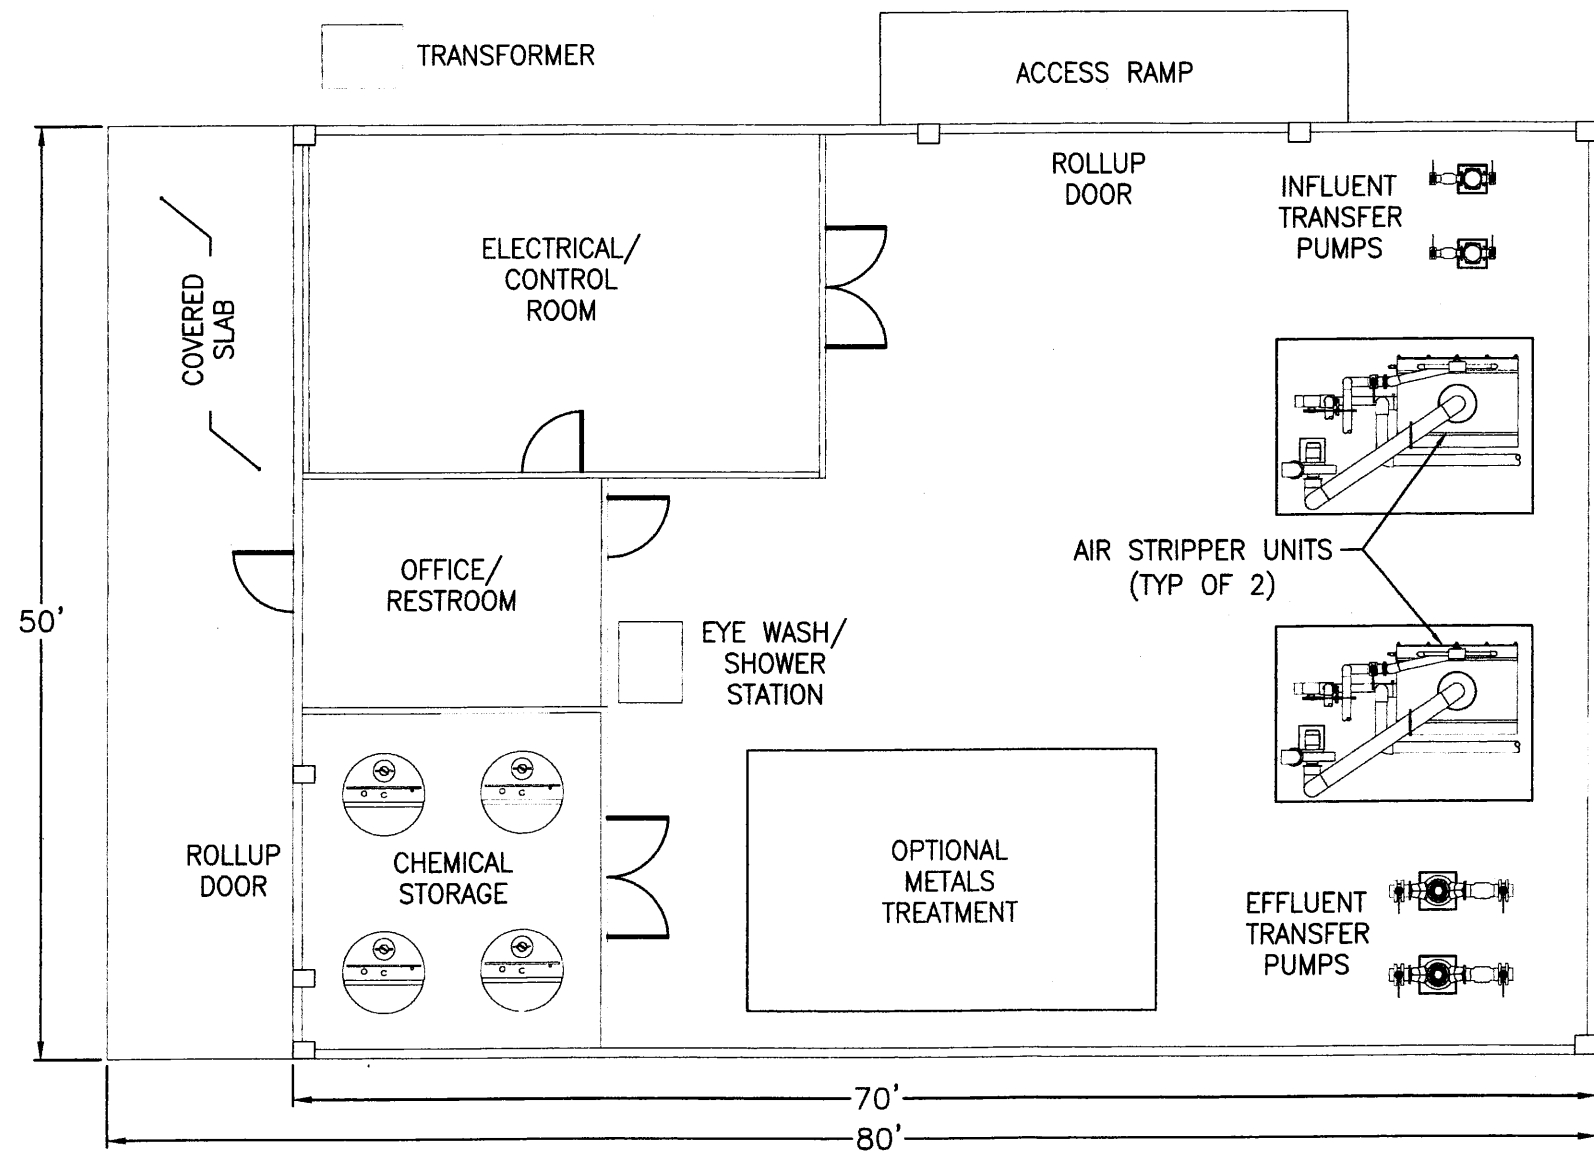 TRANSFORMER
ACCESS RAMP
ROLLUP
DOOR
INFLUENT
TRANSFER
PUMPS
ELECTRICAL/
CONTROL
ROOM
COVERED
SLAB
AIR STRIPPER UNITS
(TYP OF 2)
OFFICE/
RESTROOM
50'
EYE WASH/
SHOWER
STATION
ROLLUP
DOOR
CHEMICAL
STORAGE
OPTIONAL
METALS
TREATMENT
EFFLUENT
TRANSFER
PUMPS
70'
80'